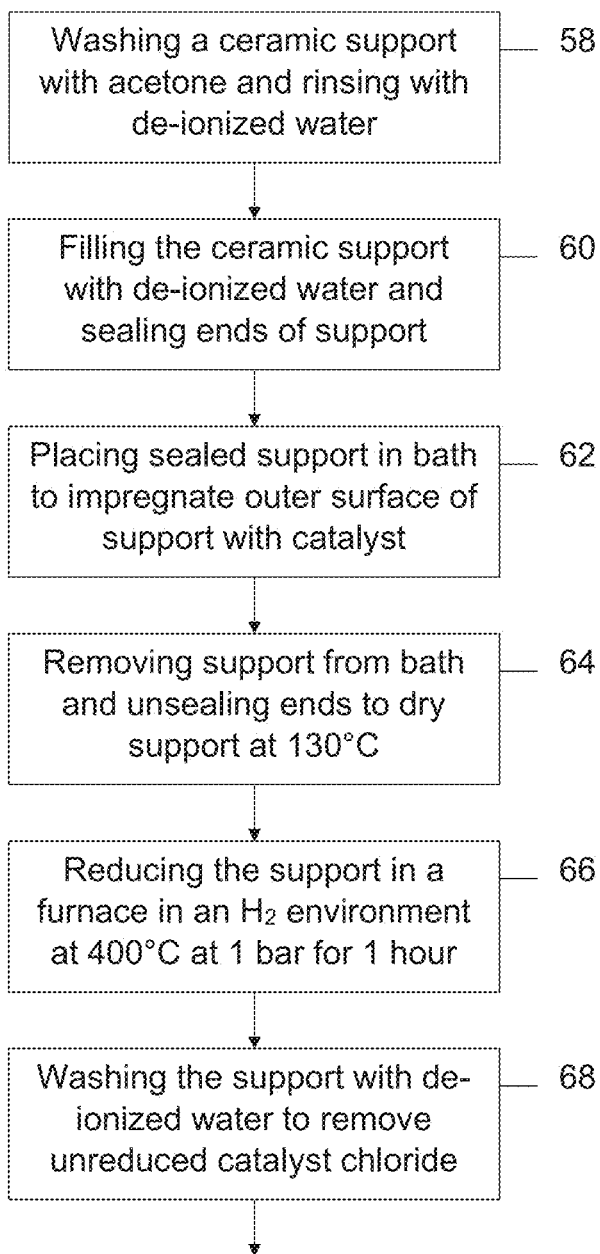 Washing a ceramic support
58
with acetone and rinsing with
de-ionized water
Filling the ceramic support
60
with de-ionized water and
sealing ends of support
Placing sealed support in bath
62
to impregnate outer surface of
support with catalyst
Removing support from bath
64
and unsealing ends to dry
support at 130°C
Reducing the support in a
66
furnace in an H₂ environment
at 400°C at 1 bar for 1 hour
Washing the support with de-
68
ionized water to remove
unreduced catalyst chloride